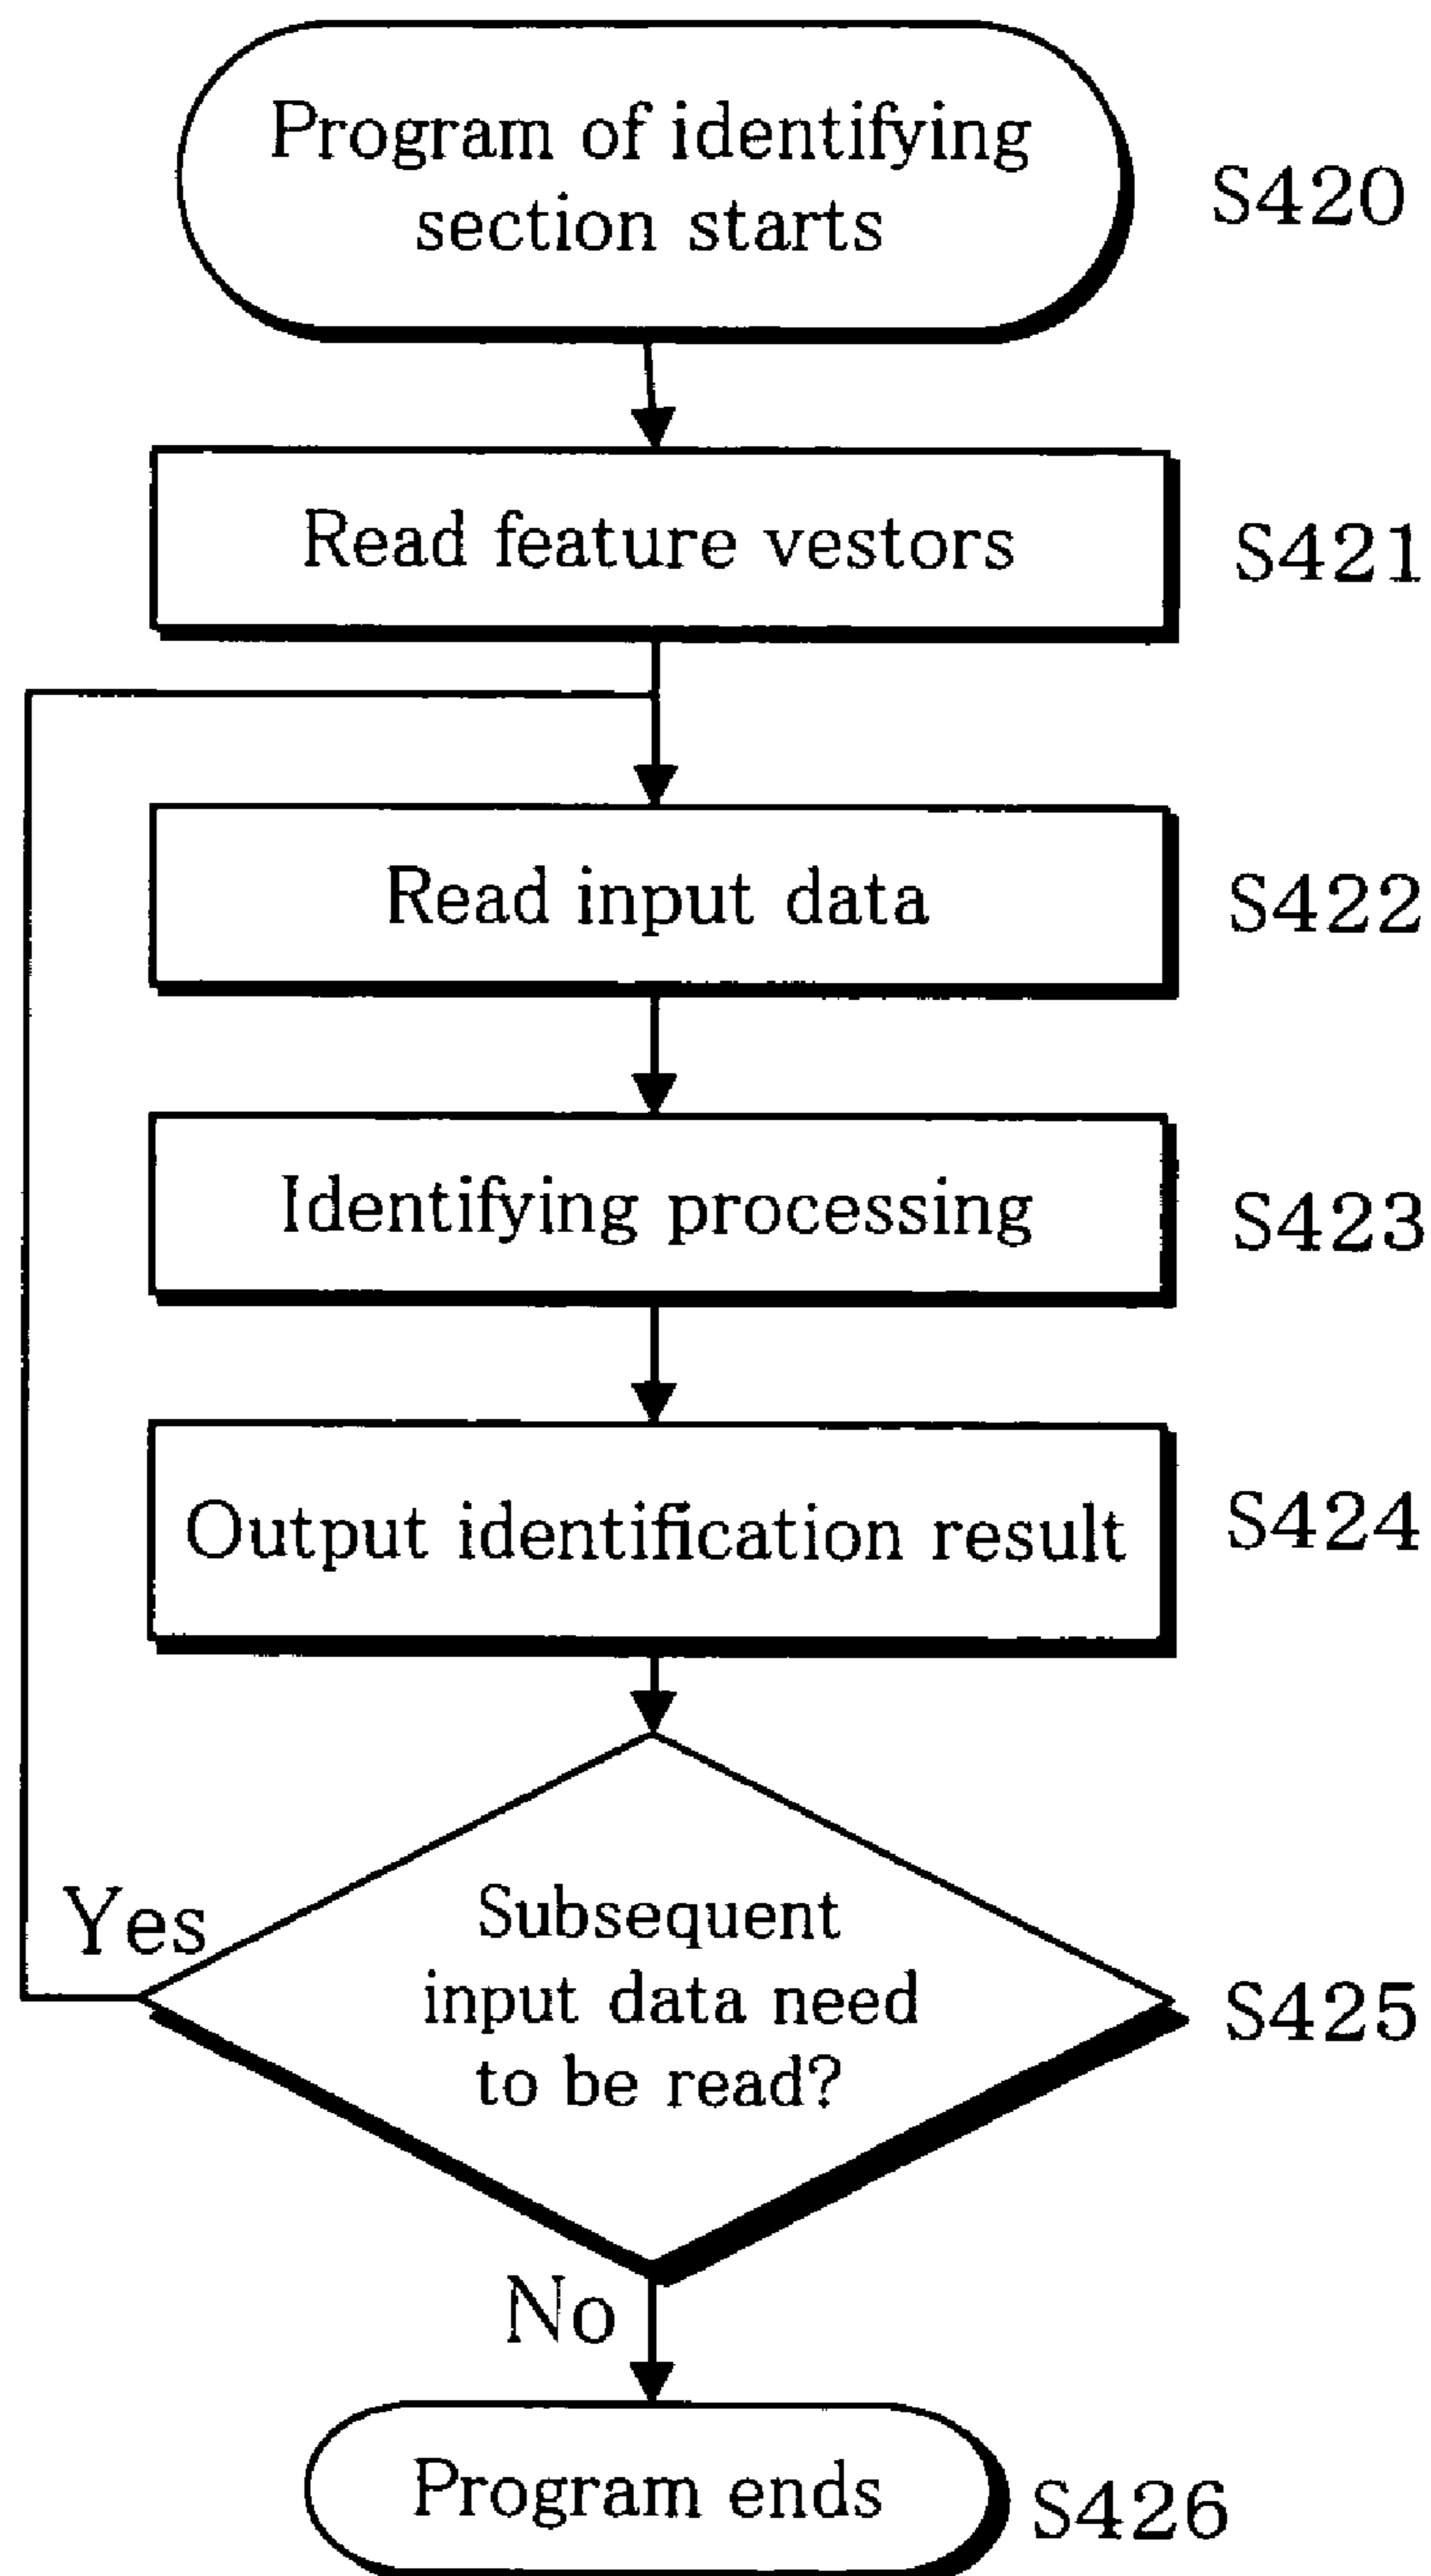 Program of identifying
section starts
S420
Read feature vestors
S421
Read input data
S422
Identifying processing
S423
Output identification result
S424
Yes
Subsequent
input data need
to be read?
S425
No
Program ends
S426